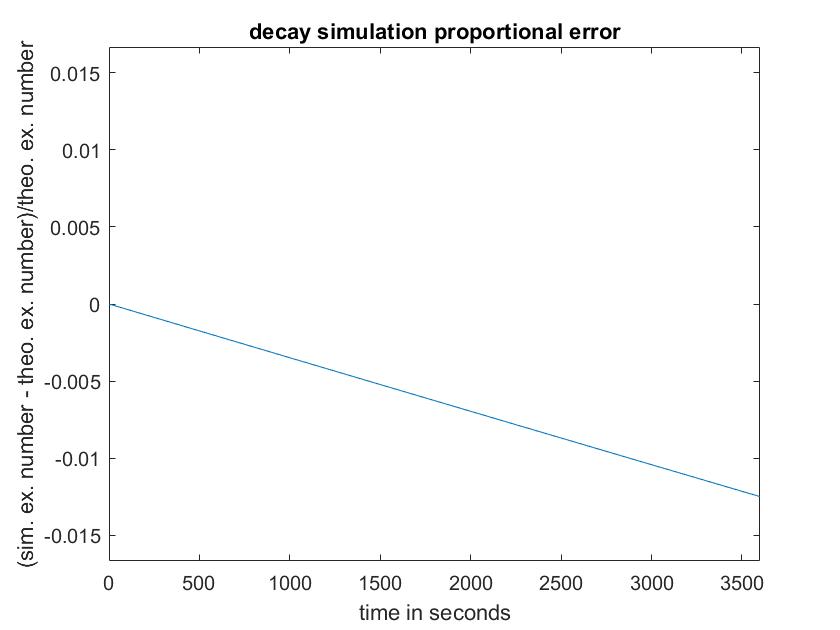 decay simulation proportional error
(sim. ex. number - theo. ex. number)/theo. ex. number
0.015
0.01
0.005
0
-0.005
-0.01
-0.015
0 500 1000 1500 2000 2500 3000 3500
time in seconds